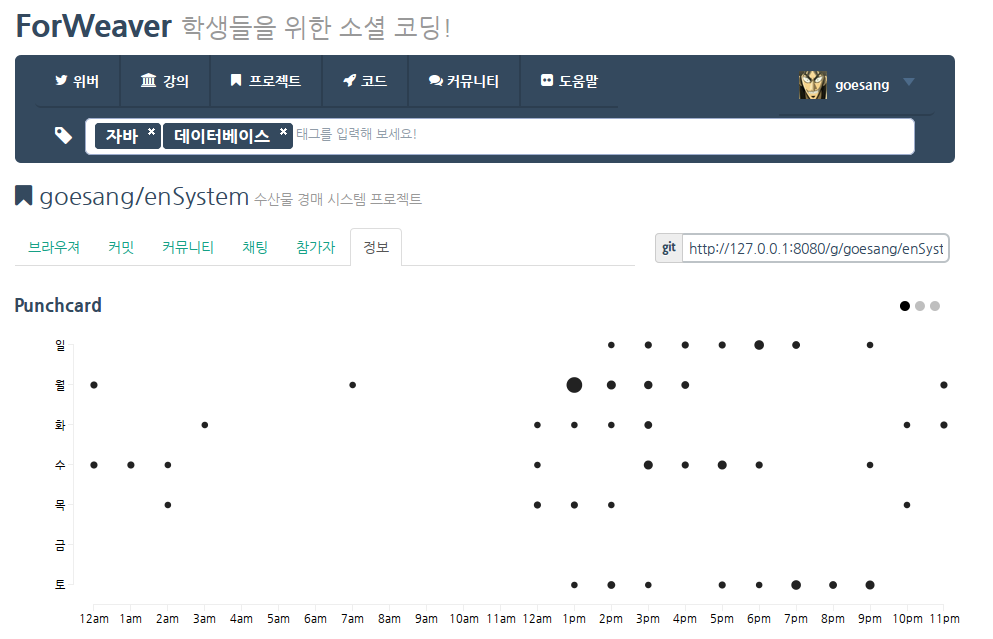 ForWeaver 학생들을 위한 소셜 코딩!
위버 강의 프로젝트 코드 커뮤니티 도움말 goesang
자바 × 데이터베이스 × 태그를 입력해 보세요!
goesang/enSystem 수산물 경매 시스템 프로젝트
브라우져 커밋 커뮤니티 채팅 참가자 정보 git http://127.0.0.1:8080/g/goesang/enSyst
Punchcard
일
월
화
수
목
금
토
12am 1am 2am 3am 4am 5am 6am 7am 8am 9am 10am 11am 12am 1pm 2pm 3pm 4pm 5pm 6pm 7pm 8pm 9pm 10pm 11pm